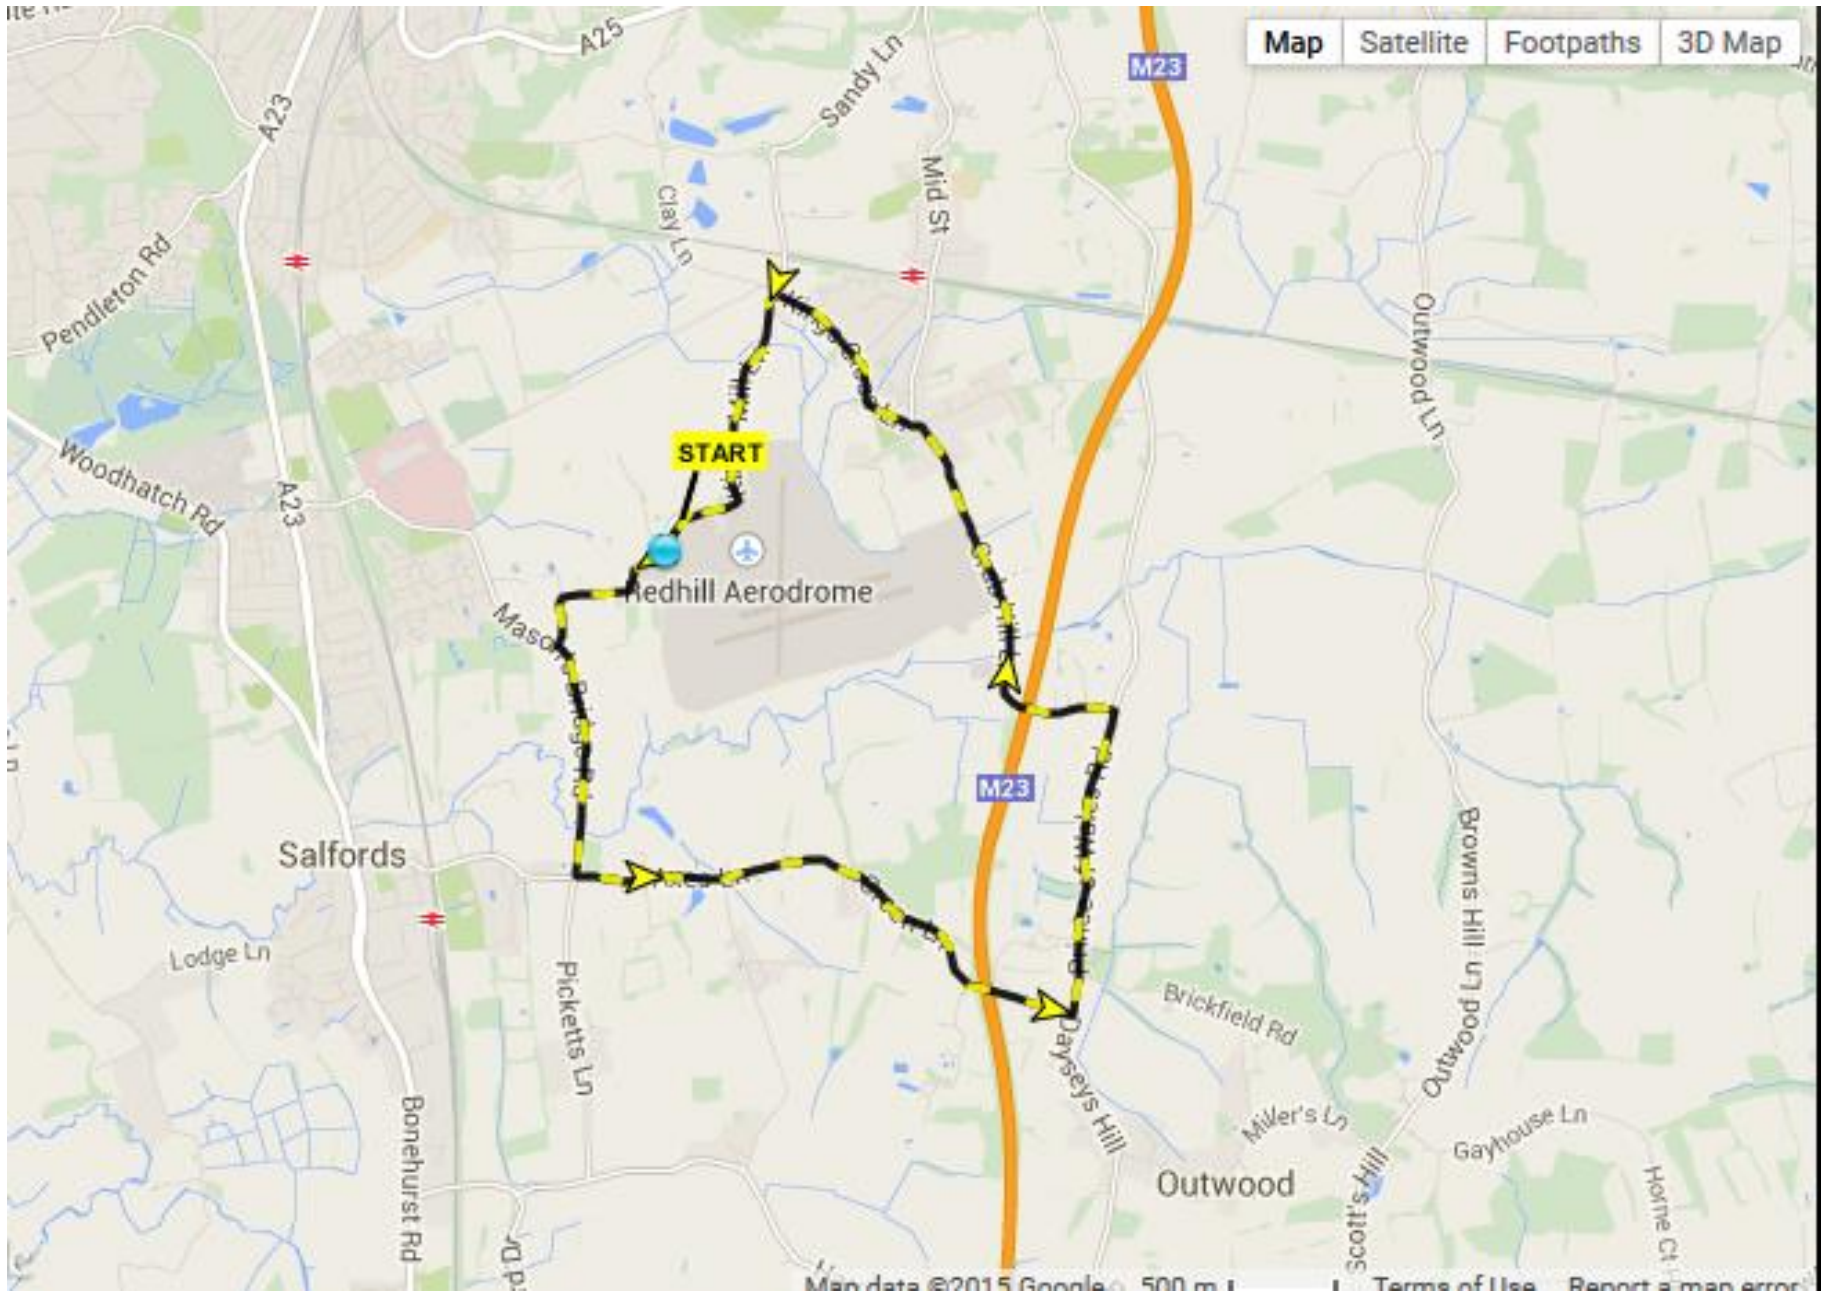 Map
Satellite
Footpaths
3D Map
A25
M23
Sandy Ln
A23
Mid St
Clay Ln
Pendleton Rd
Outwood Ln
START
Woodhatch Rd
A23
Redhill Aerodrome
M23
Salfords
Browns Hill
Lodge Ln
Picketts Ln
Brickfield Rd
Outwood Ln
Dayseys Hill
Miller's Ln
Gayhouse Ln
Bonehurst Rd
Outwood
Scott's Hill
Horne Ct
Map data ©2015 Google
500 m
Terms of Use
Report a map error